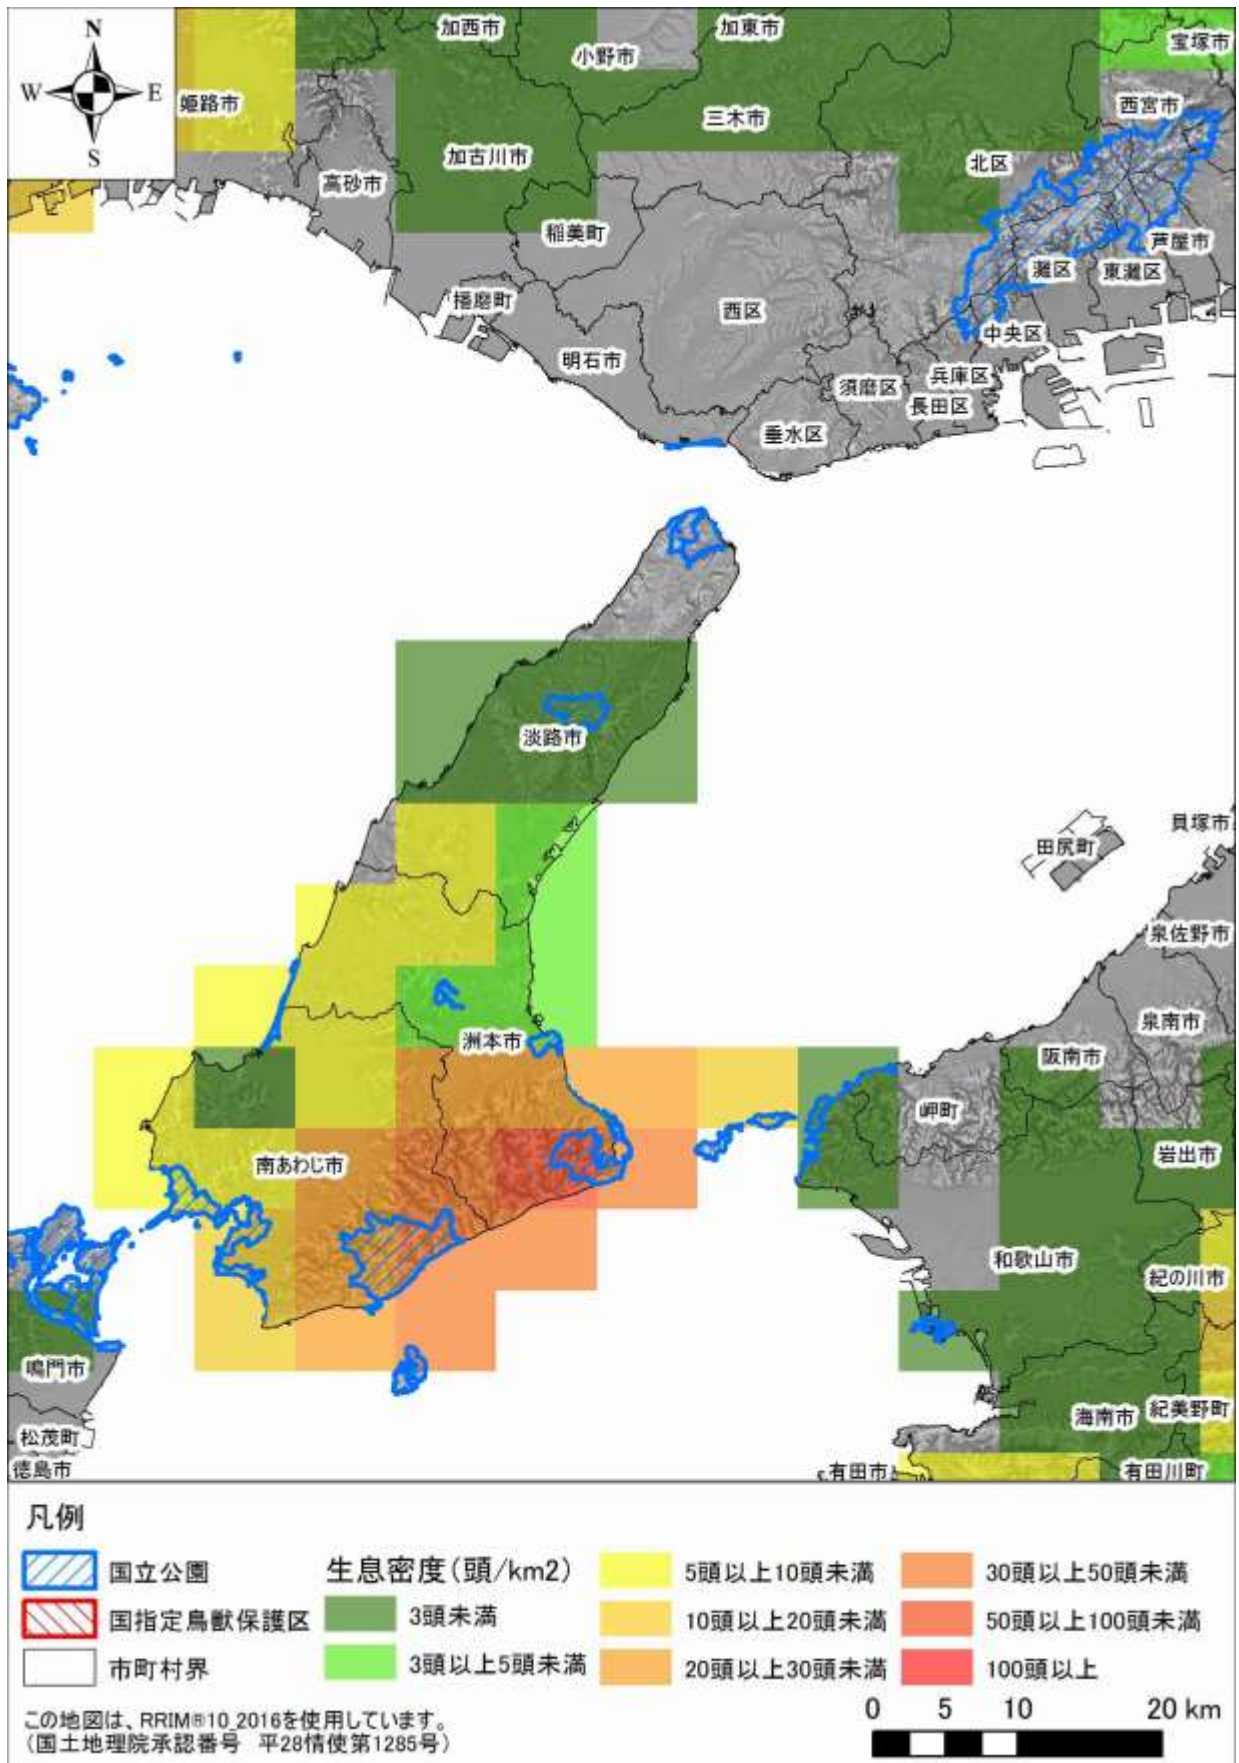 N
W
E
S
加西市
加東市
小野市
宝塚市
姫路市
三木市
西宮市
加古川市
北区
高砂市
稲美町
芦屋市
灘区
東灘区
播磨町
西区
中央区
明石市
須磨区
兵庫区
長田区
垂水区
淡路市
貝塚市
田尻町
泉佐野市
泉南市
洲本市
阪南市
岬町
南あわじ市
岩出市
和歌山市
紀の川市
鳴門市
海南市
紀美野町
松茂町
徳島市
有田市
有田川町
凡例
国立公園
国指定鳥獣保護区
市町村界
生息密度(頭/km2)
3頭未満
3頭以上5頭未満
5頭以上10頭未満
10頭以上20頭未満
20頭以上30頭未満
30頭以上50頭未満
50頭以上100頭未満
100頭以上
この地図は、RRIM®10_2016を使用しています。
(国土地理院承認番号 平28情使第1285号)
0 5 10 20 km